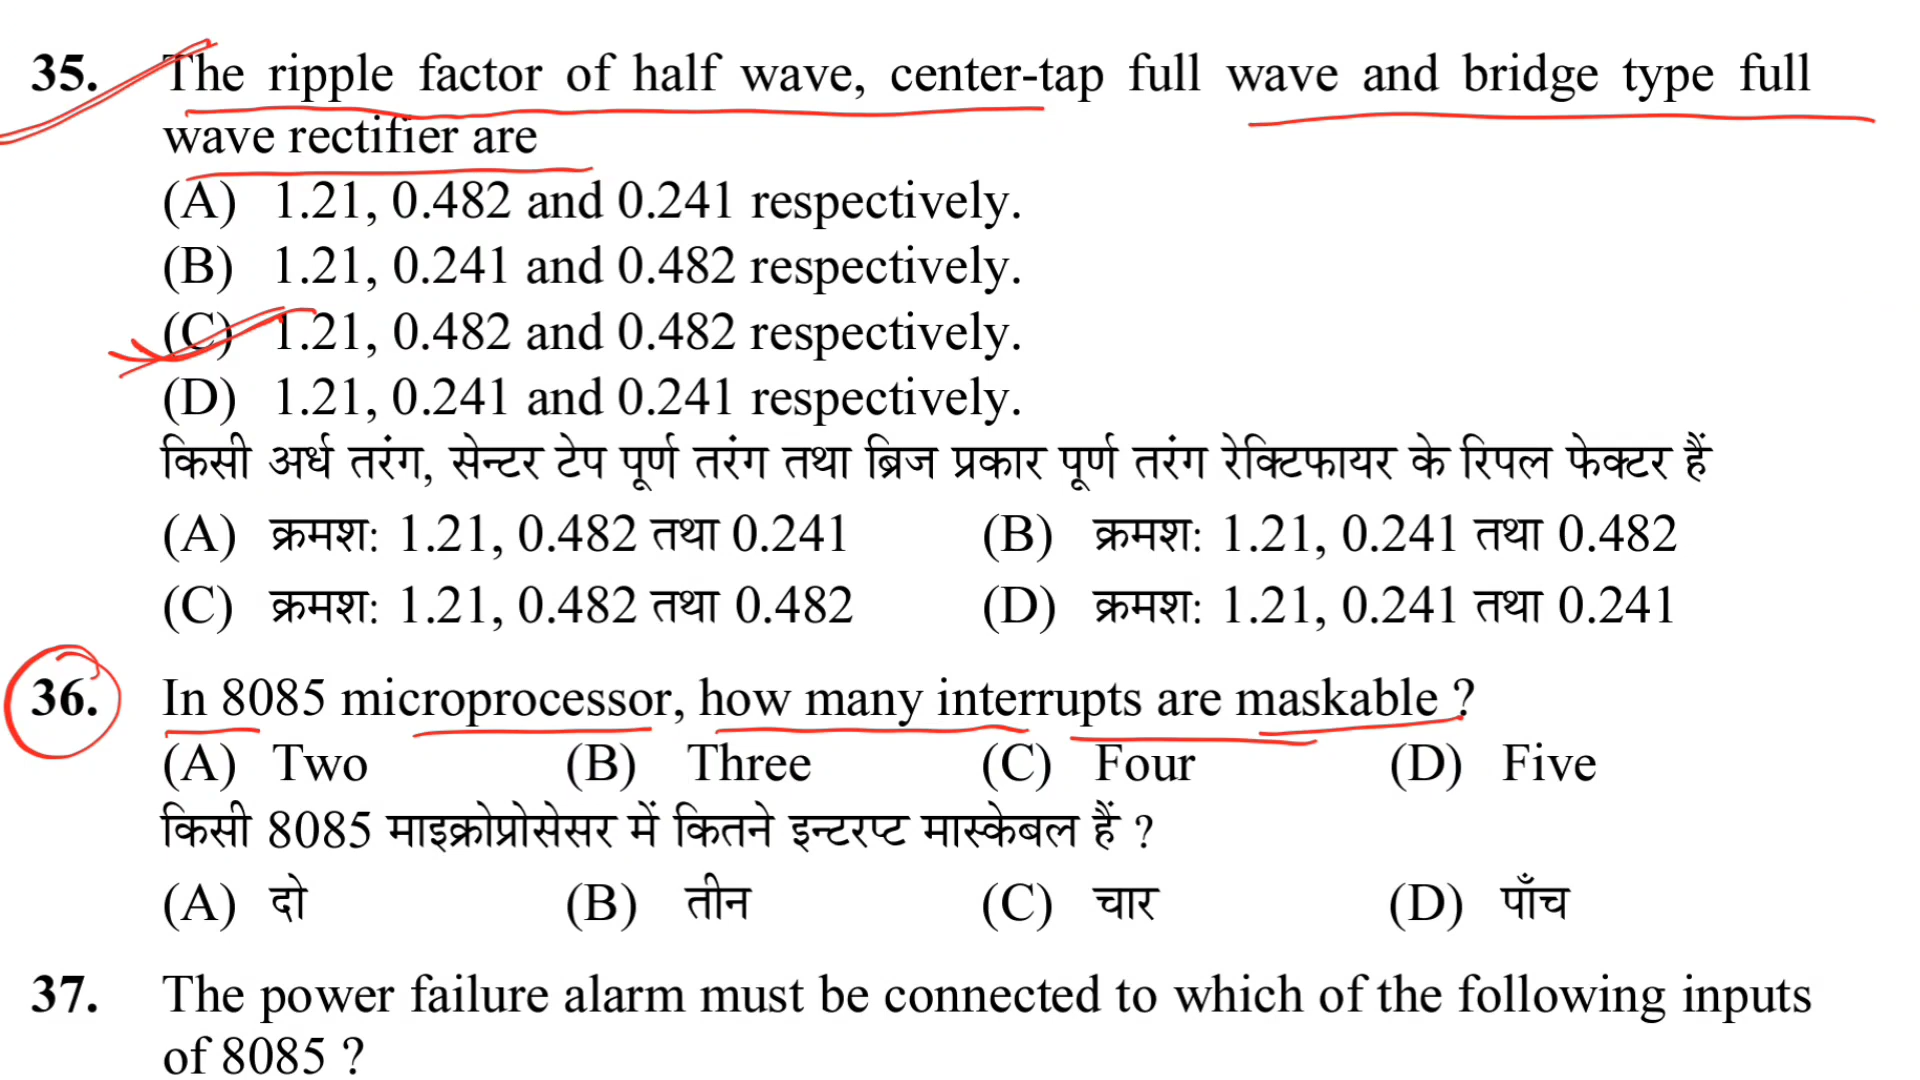 35. The ripple factor of half wave, center-tap full wave and bridge type full
wave rectifier are
(A) 1.21, 0.482 and 0.241 respectively.
(B) 1.21, 0.241 and 0.482 respectively.
(C) 1.21, 0.482 and 0.482 respectively.
(D) 1.21, 0.241 and 0.241 respectively.
किसी अर्ध तरंग, सेन्टर टेप पूर्ण तरंग तथा ब्रिज प्रकार पूर्ण तरंग रेक्टिफायर के रिपल फेक्टर हैं
(A) क्रमश: 1.21, 0.482 तथा 0.241 (B) क्रमश: 1.21, 0.241 तथा 0.482
(C) क्रमश: 1.21, 0.482 तथा 0.482 (D) क्रमश: 1.21, 0.241 तथा 0.241
36. In 8085 microprocessor, how many interrupts are maskable ?
(A) Two (B) Three (C) Four (D) Five
किसी 8085 माइक्रोप्रोसेसर में कितने इन्टरप्ट मास्केबल हैं ?
(A) दो (B) तीन (C) चार (D) पाँच
37. The power failure alarm must be connected to which of the following inputs
of 8085 ?